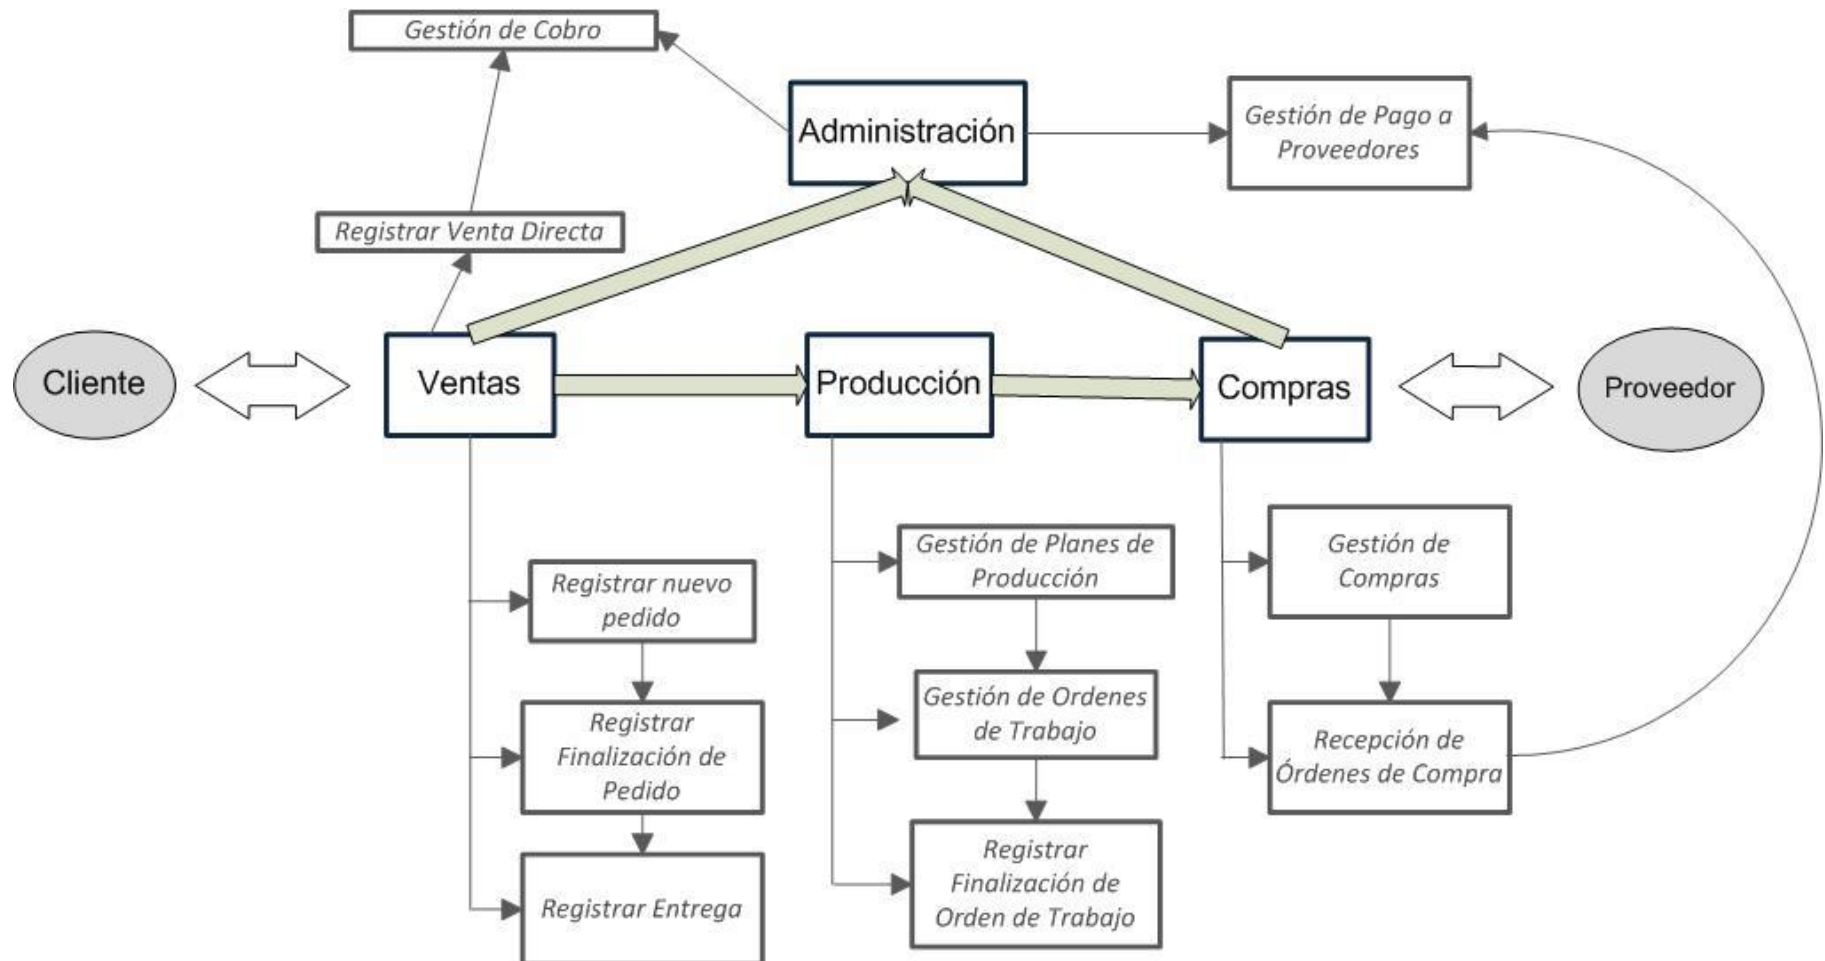 Gestión de Cobro
Administración
Gestión de Pago a
Proveedores
Registrar Venta Directa
Cliente
Ventas
Producción
Compras
Proveedor
Registrar nuevo
pedido
Registrar
Finalización de
Pedido
Registrar Entrega
Gestión de Planes de
Producción
Gestión de Ordenes
de Trabajo
Registrar
Finalización de
Orden de Trabajo
Gestión de
Compras
Recepción de
Órdenes de Compra